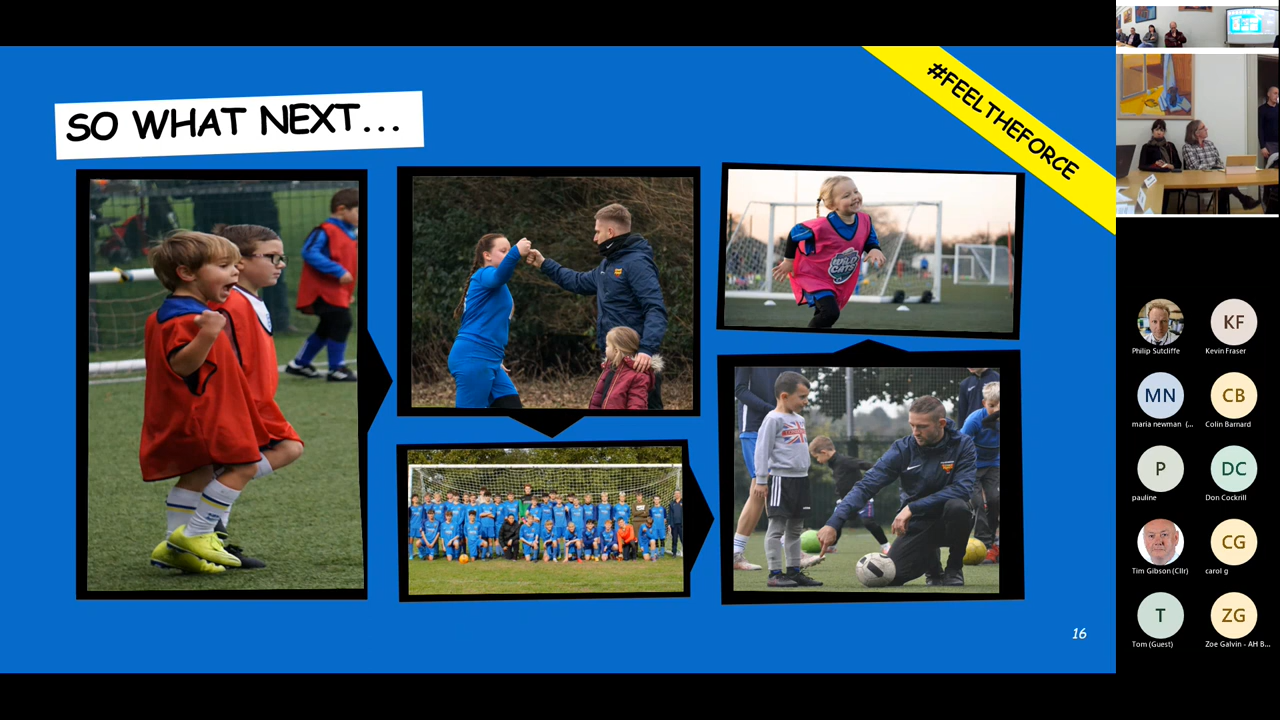 SO WHAT NEXT...
#FEELTHEFORCE
WILD
CATS
16
Philip Sutcliffe
KF
Kevin Fraser
MN
maria newman (...
CB
Colin Barnard
P
pauline
DC
Don Cockrill
Tim Gibson (Cllr)
CG
carol g
T
Tom (Guest)
ZG
Zoe Galvin - AH B...